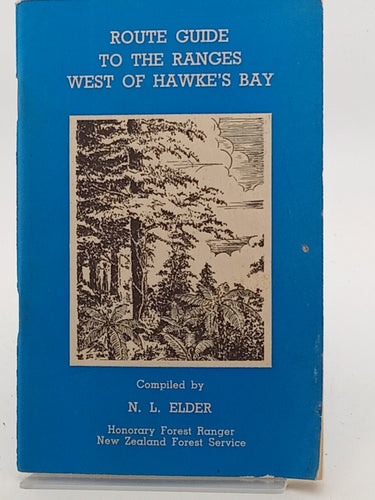 ROUTE GUIDE
TO THE RANGES
WEST OF HAWKE'S BAY
Compiled by
N. L. ELDER
Honorary Forest Ranger
New Zealand Forest Service